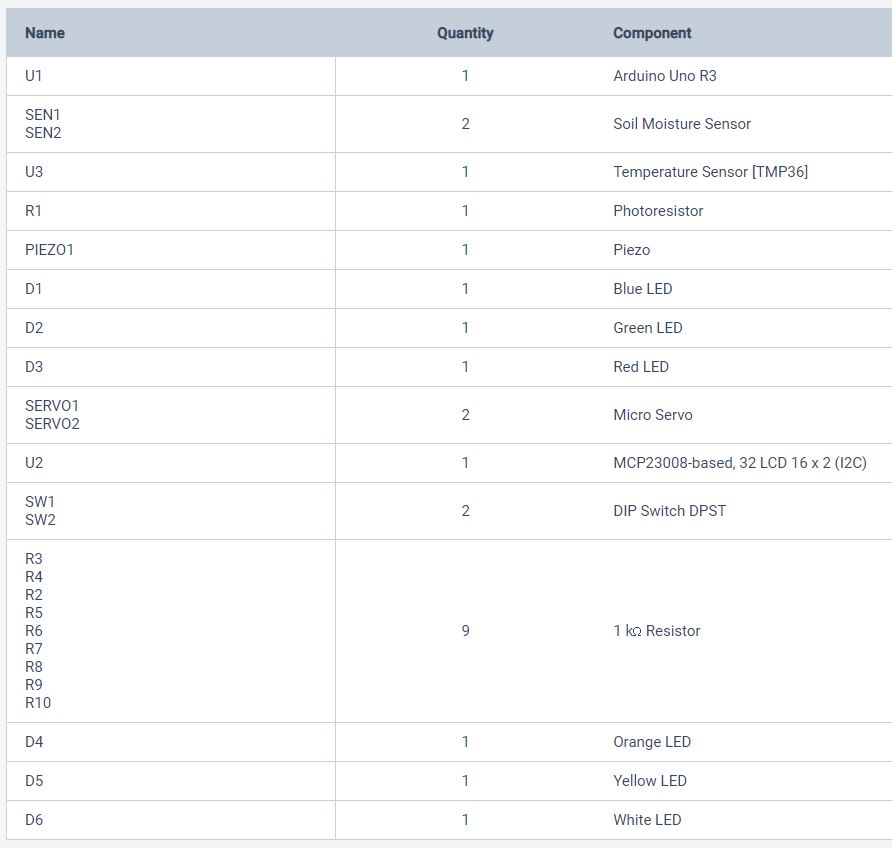 Name Quantity Component
U1 1 Arduino Uno R3
SEN1
SEN2
2 Soil Moisture Sensor
U3 1 Temperature Sensor [TMP36]
R1 1 Photoresistor
PIEZO1 1 Piezo
D1 1 Blue LED
D2 1 Green LED
D3 1 Red LED
SERVO1
SERVO2
2 Micro Servo
U2 1 MCP23008-based, 32 LCD 16 x 2 (I2C)
SW1
SW2
2 DIP Switch DPST
R3
R4
R2
R5
R6
R7
R8
R9
R10
9 1 kΩ Resistor
D4 1 Orange LED
D5 1 Yellow LED
D6 1 White LED